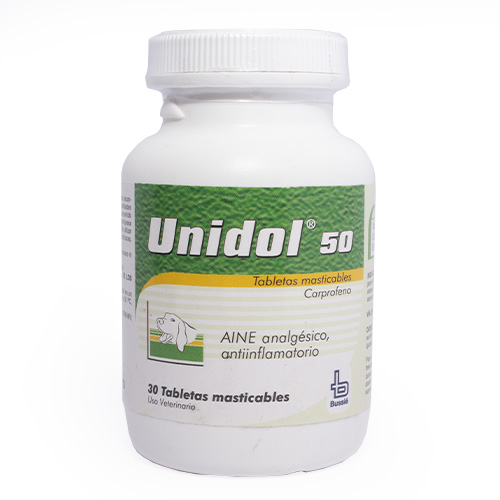 Unidol® 50
Tabletas masticables
Carprofeno
AINE analgésico,
antiinflamatorio
30 Tabletas masticables
Uso Veterinario
Bussié